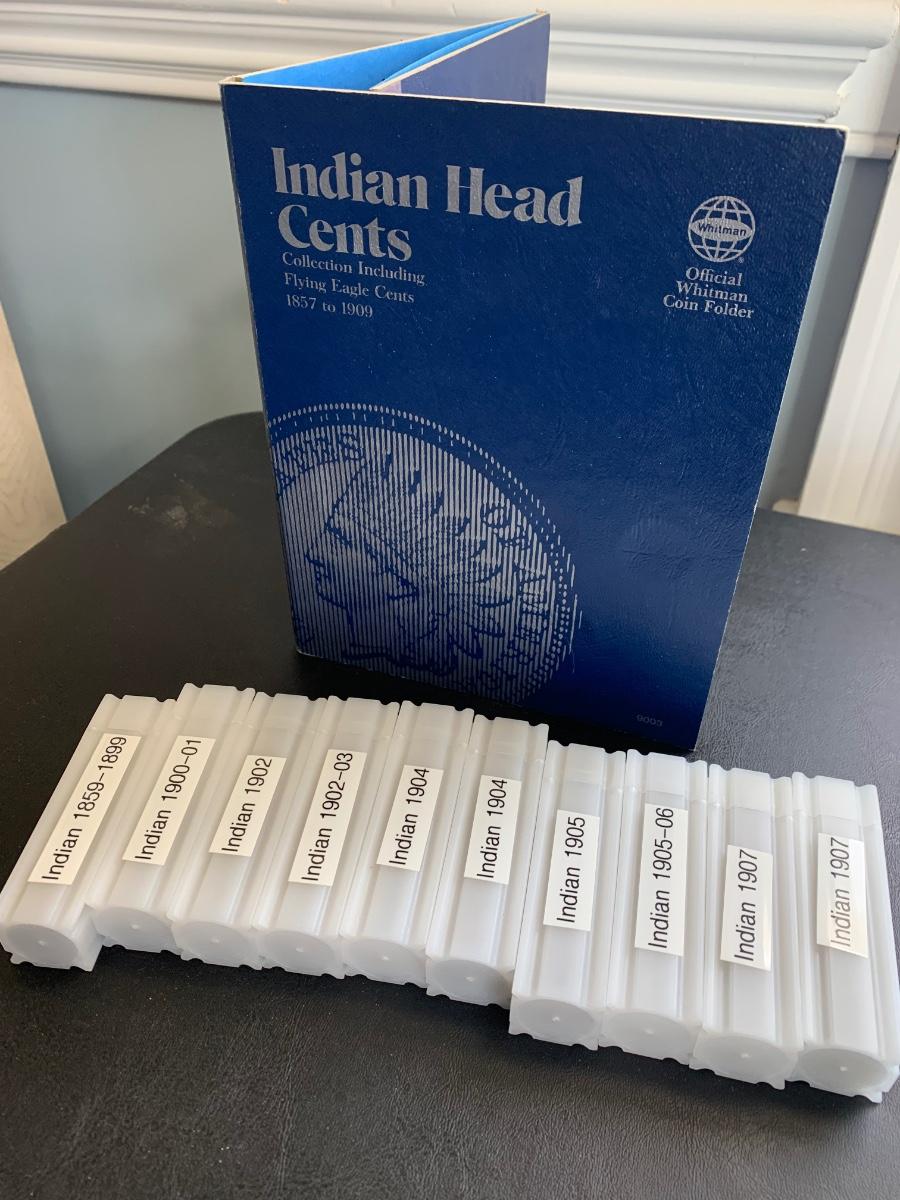 Indian Head
Cents
Collection Including
Flying Eagle Cents
1857 to 1909
Whitman
®
Official
Whitman
Coin Folder
9003
Indian 1859-1899
Indian 1900-01
Indian 1902
Indian 1902-03
Indian 1904
Indian 1904
Indian 1905
Indian 1905-06
Indian 1907
Indian 1907